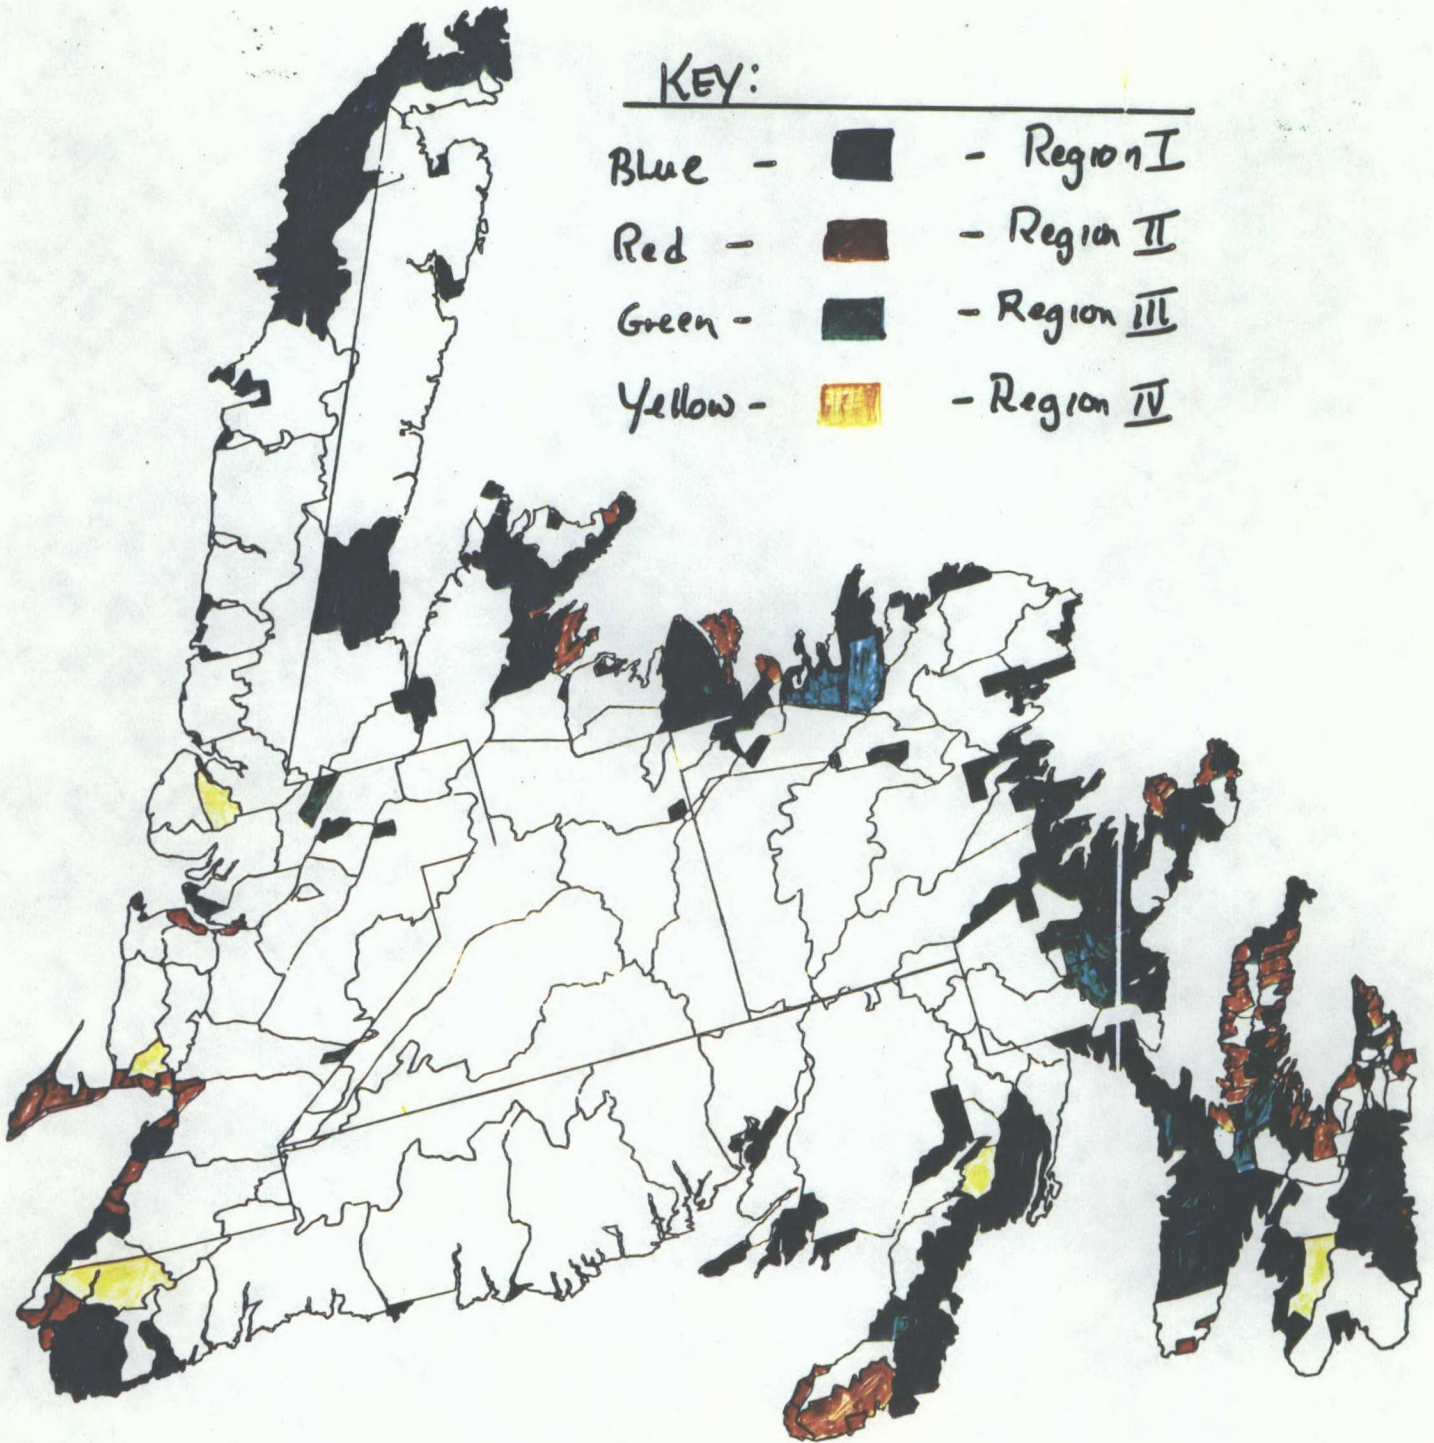 KEY:
Blue - - Region I
Red - - Region II
Green - - Region III
Yellow - - Region IV